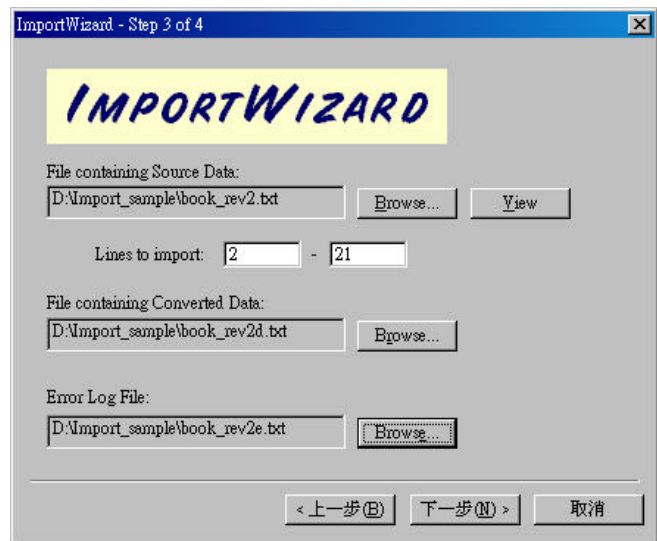 ImportWizard - Step 3 of 4
IMPORTWIZARD
File containing Source Data:
D:\Import_sample\book_rev2.txt Browse... View
Lines to import: 2 - 21
File containing Converted Data:
D:\Import_sample\book_rev2d.txt Browse...
Error Log File:
D:\Import_sample\book_rev2e.txt Browse...
<上一步(B) 下一步(N)> 取消